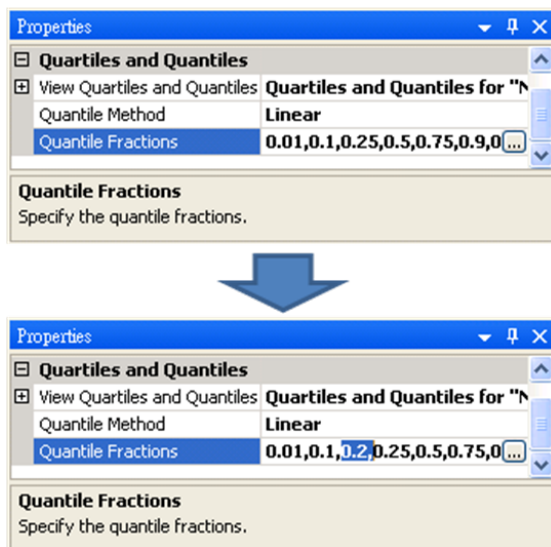 Properties
Quartiles and Quantiles
View Quartiles and Quantiles Quartiles and Quantiles for "N
Quantile Method Linear
Quantile Fractions 0.01,0.1,0.25,0.5,0.75,0.9,0 ...
Quantile Fractions
Specify the quantile fractions.
Properties
Quartiles and Quantiles
View Quartiles and Quantiles Quartiles and Quantiles for "N
Quantile Method Linear
Quantile Fractions 0.01,0.1,0.2,0.25,0.5,0.75,0 ...
Quantile Fractions
Specify the quantile fractions.